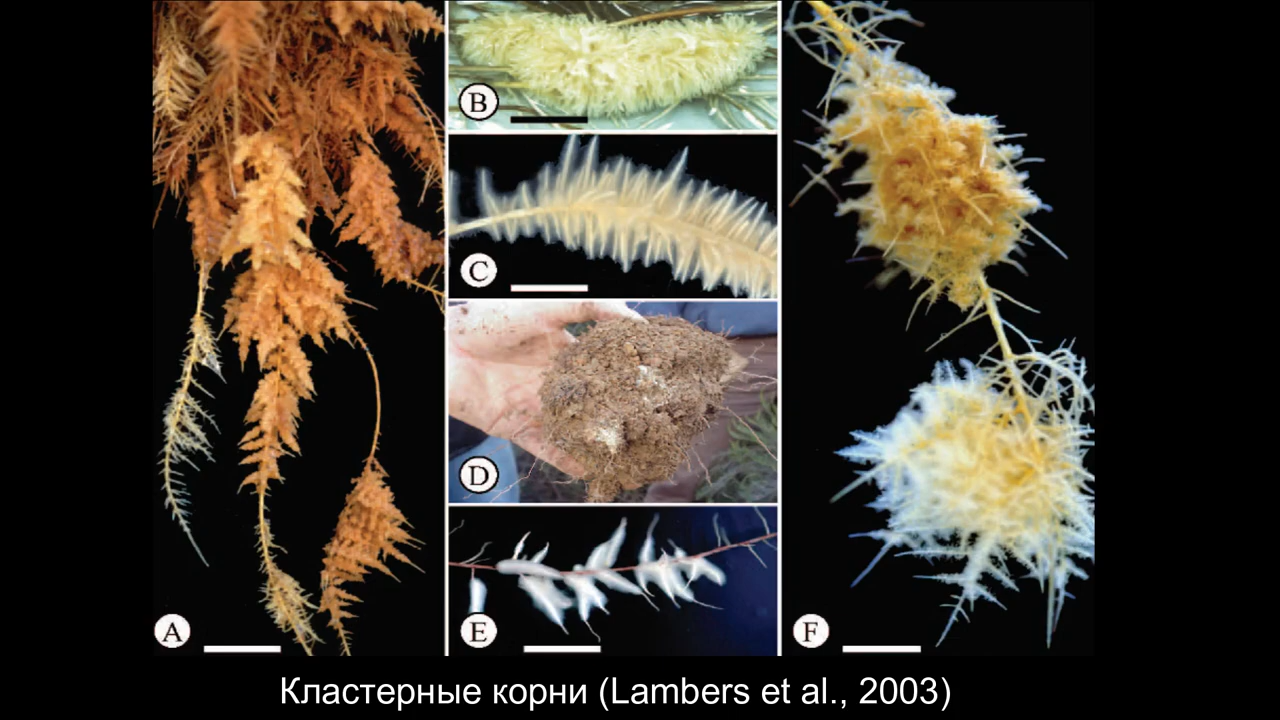 B
C
D
A
E
F
Кластерные корни (Lambers et al., 2003)